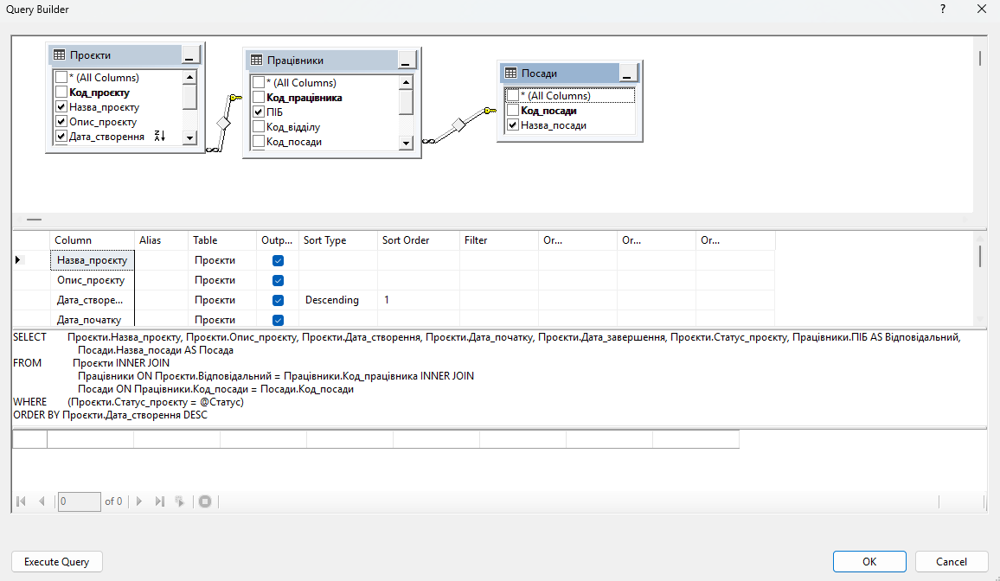 Query Builder
?
Проєкти
* (All Columns)
Код_проєкту
Назва_проєкту
Опис_проєкту
Дата_створення
Працівники
* (All Columns)
Код_працівника
ПІБ
Код_відділу
Код_посади
Посади
* (All Columns)
Код_посади
Назва_посади
Column Alias Table Outp... Sort Type Sort Order Filter Or... Or... Or...
Назва_проєкту Проєкти
Опис_проєкту Проєкти
Дата_створе... Проєкти Descending 1
Дата_початку Проєкти
SELECT Проєкти.Назва_проєкту, Проєкти.Опис_проєкту, Проєкти.Дата_створення, Проєкти.Дата_початку, Проєкти.Дата_завершення, Проєкти.Статус_проєкту, Працівники.ПІБ AS Відповідальний,
Посади.Назва_посади AS Посада
FROM Проєкти INNER JOIN
Працівники ON Проєкти.Відповідальний = Працівники.Код_працівника INNER JOIN
Посади ON Працівники.Код_посади = Посади.Код_посади
WHERE (Проєкти.Статус_проєкту = @Статус)
ORDER BY Проєкти.Дата_створення DESC
0 of 0
Execute Query OK Cancel